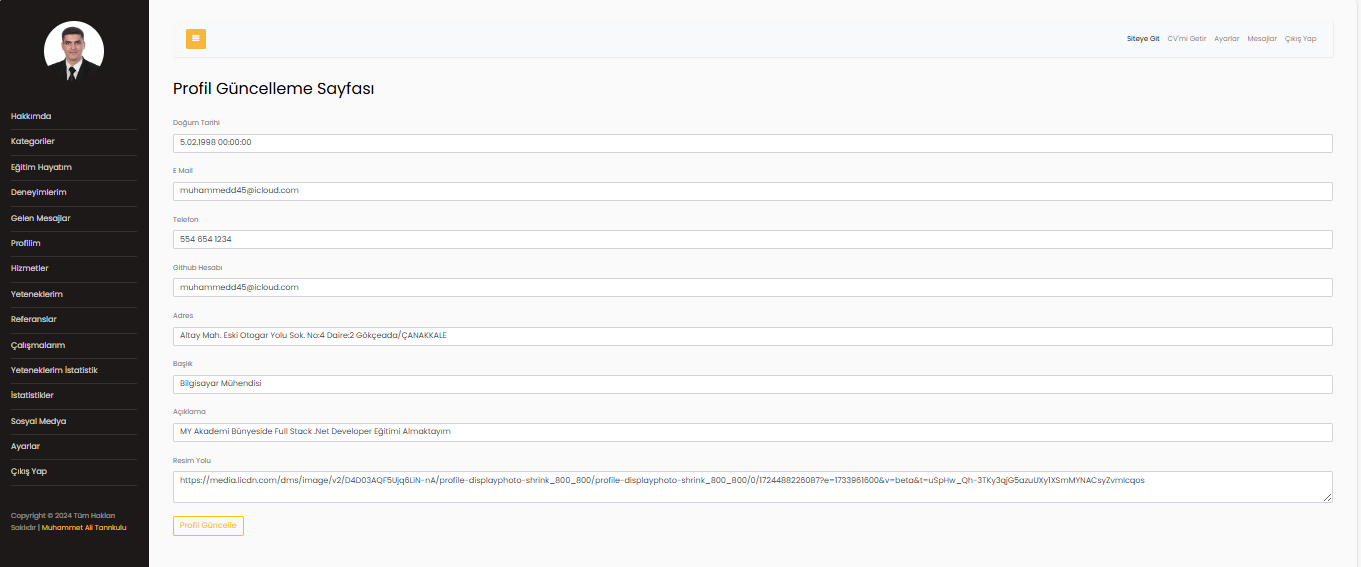 Hakkımda
Kategoriler
Eğitim Hayatım
Deneyimlerim
Gelen Mesajlar
Profilim
Hizmetler
Yeteneklerim
Referanslar
Çalışmalarım
Yeteneklerim İstatistik
İstatistikler
Sosyal Medya
Ayarlar
Çıkış Yap
Copyright © 2024 Tüm Hakları
Saklıdır | Muhammet Ali Tanrıkulu
Siteye Git CV'mi Getir Ayarlar Mesajlar Çıkış Yap
Profil Güncelleme Sayfası
Doğum Tarihi
5.02.1998 00:00:00
E Mail
muhammedd45@icloud.com
Telefon
554 654 1234
Github Hesabı
muhammedd45@icloud.com
Adres
Altay Mah. Eski Otogar Yolu Sok. No:4 Daire:2 Gökçeada/ÇANAKKALE
Başlık
Bilgisayar Mühendisi
Açıklama
MY Akademi Bünyeside Full Stack .Net Developer Eğitimi Almaktayım
Resim Yolu
https://media.licdn.com/dms/image/v2/D4D03AQF5Ujq6LiN-nA/profile-displayphoto-shrink_800_800/profile-displayphoto-shrink_800_800/0/1724488226087?e=1733961600&v=beta&t=uSpHw_Qh-3TKy3qjG5azuUXy1XSmMYNACsyZvmIcqos
Profil Güncelle